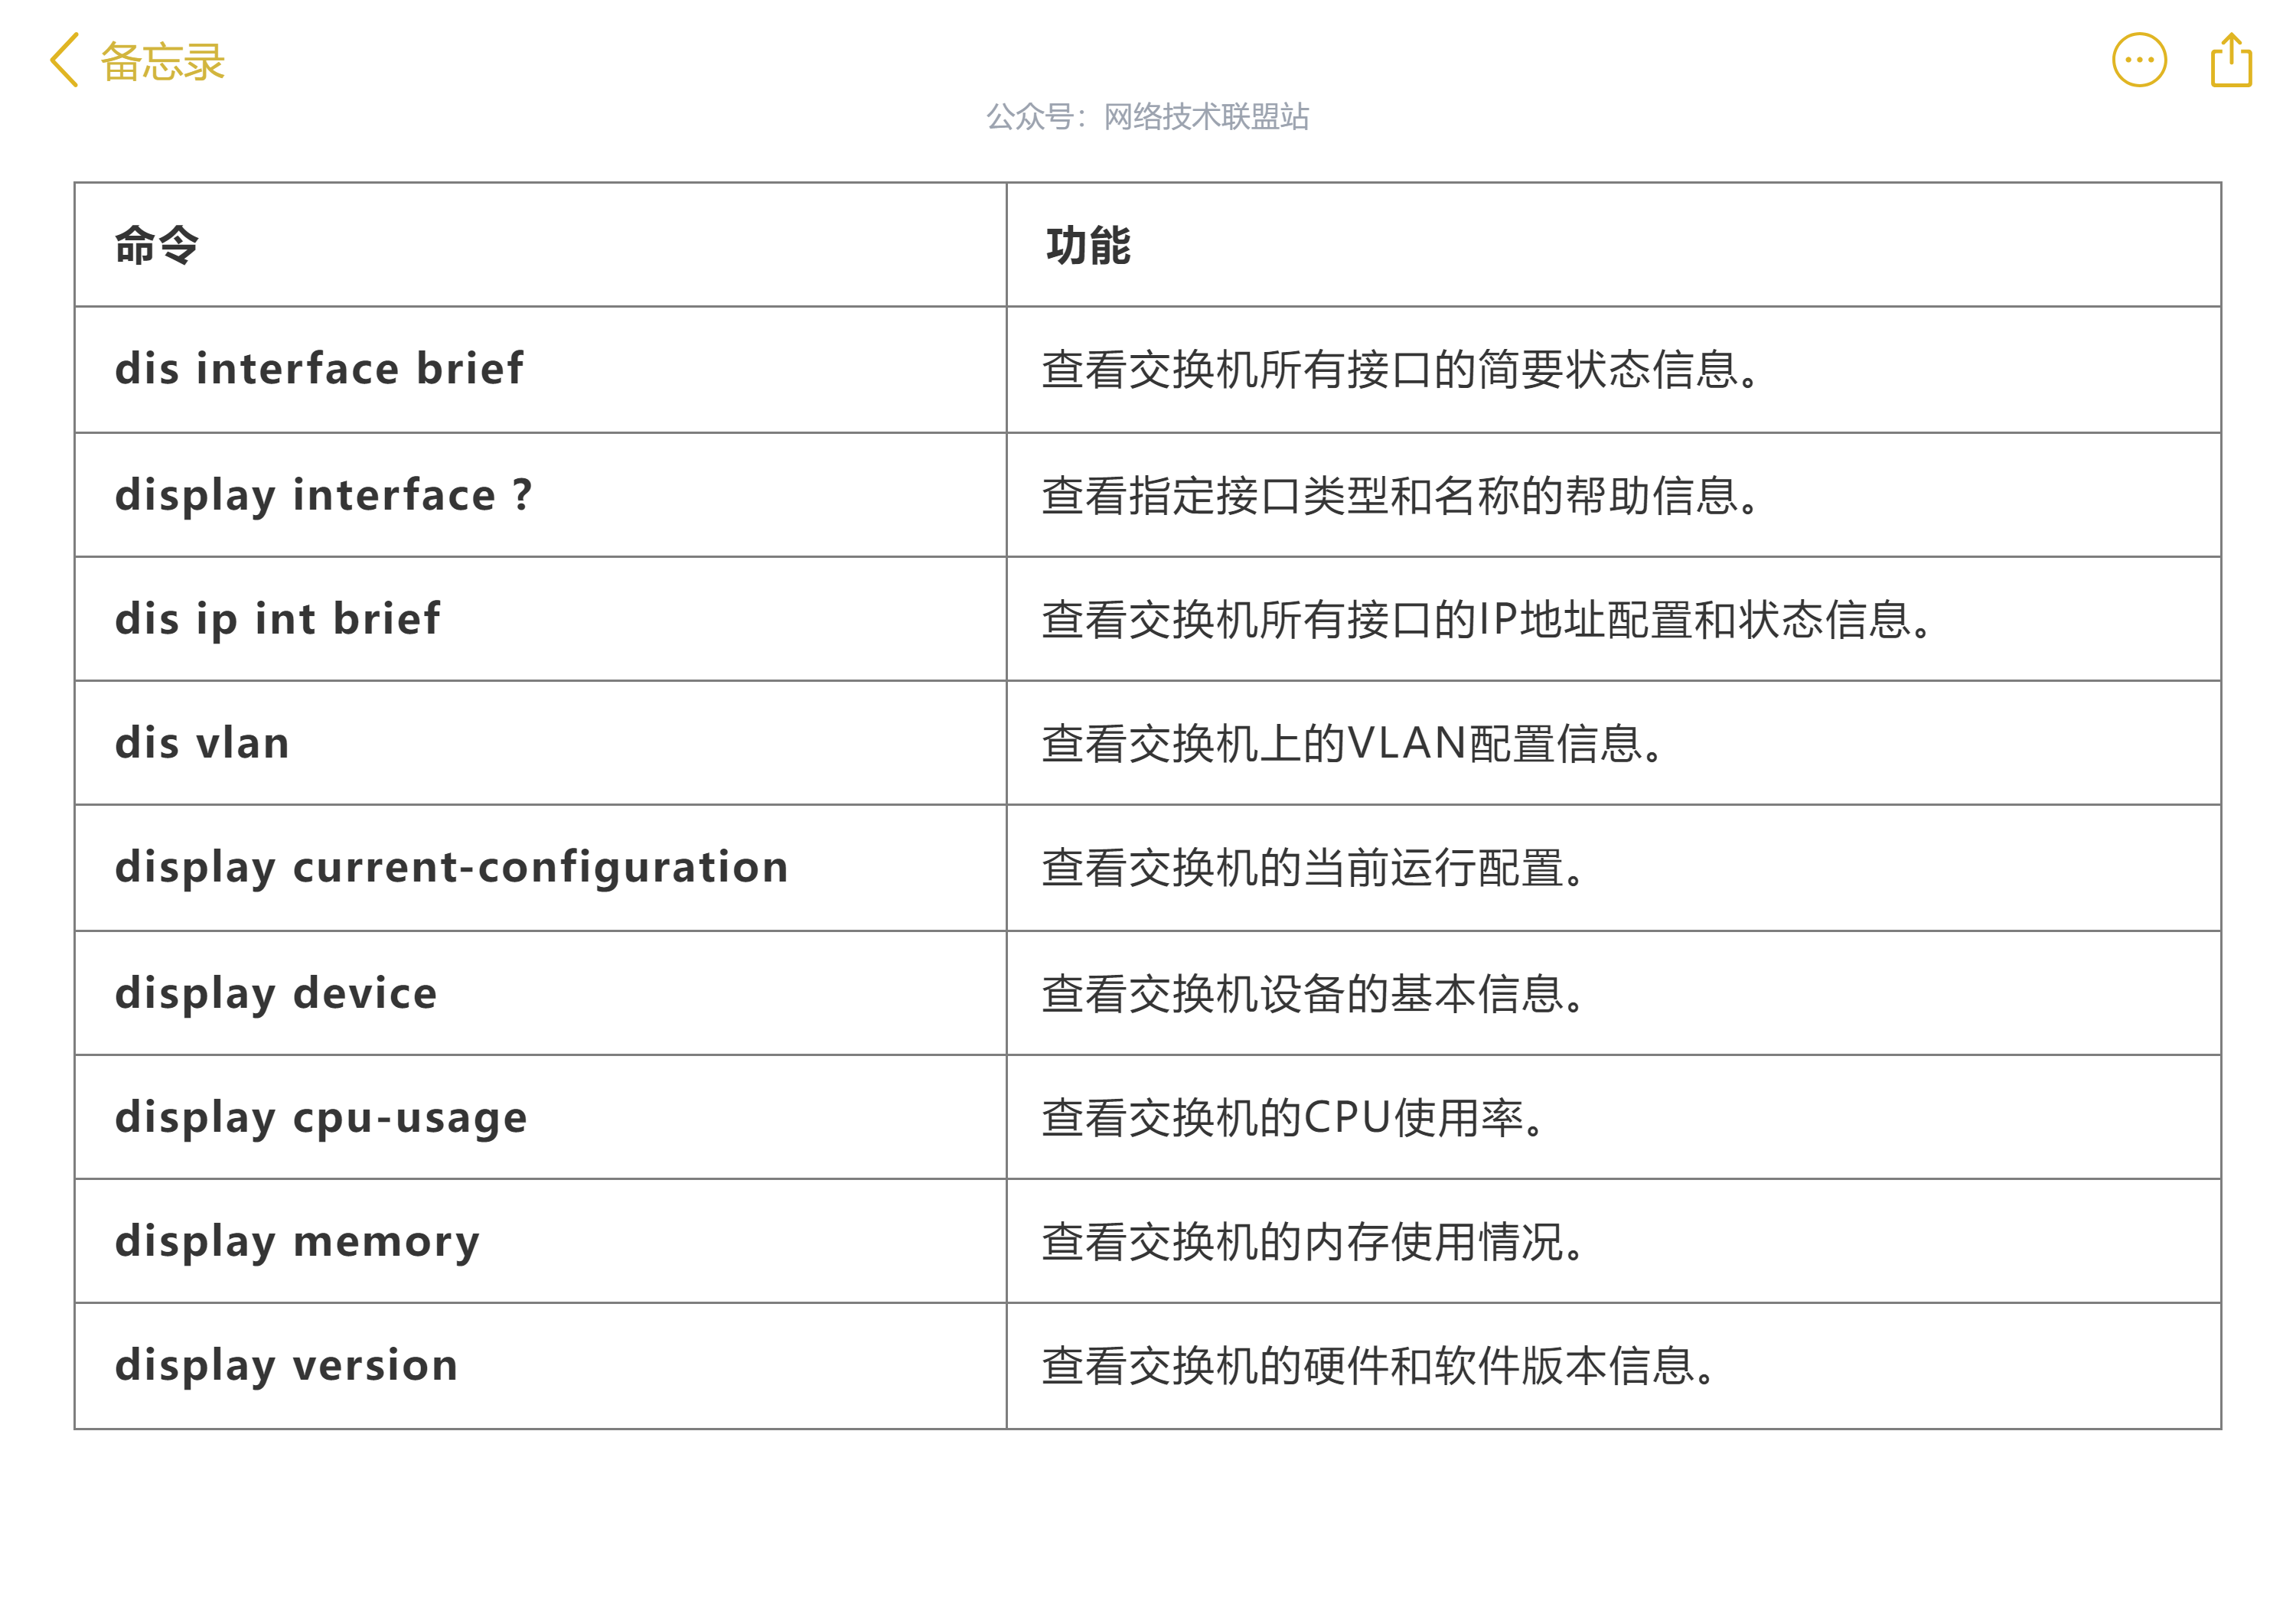 备忘录
公众号：网络技术联盟站
命令 功能
dis interface brief 查看交换机所有接口的简要状态信息。
display interface ? 查看指定接口类型和名称的帮助信息。
dis ip int brief 查看交换机所有接口的IP地址配置和状态信息。
dis vlan 查看交换机上的VLAN配置信息。
display current-configuration 查看交换机的当前运行配置。
display device 查看交换机设备的基本信息。
display cpu-usage 查看交换机的CPU使用率。
display memory 查看交换机的内存使用情况。
display version 查看交换机的硬件和软件版本信息。